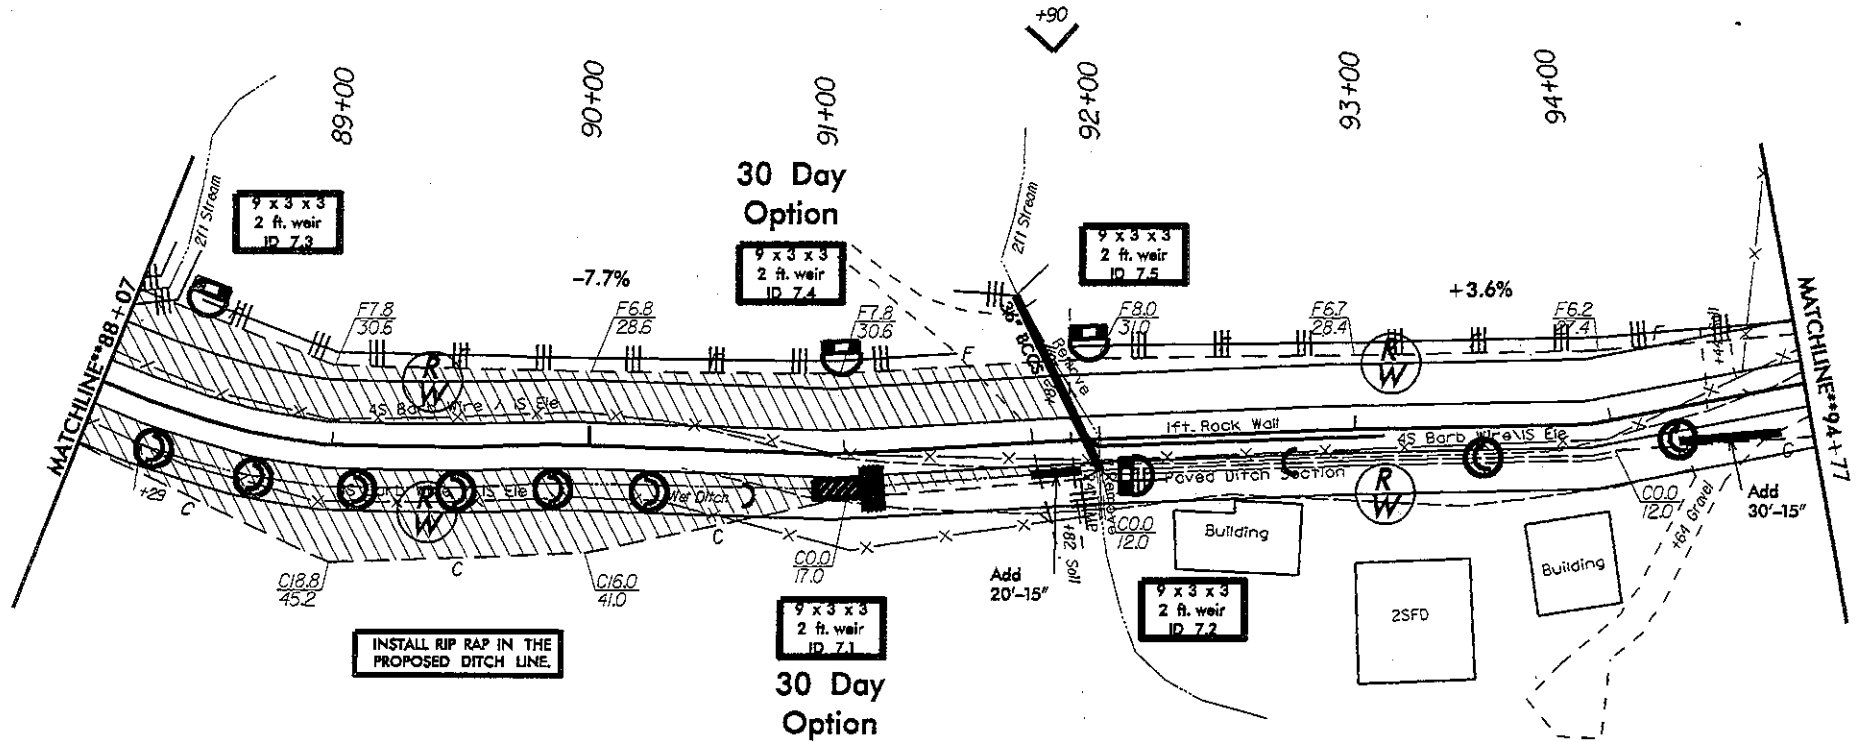 +90
89+00
90+00
91+00
92+00
93+00
94+00
30 Day
Option
2ft Stream
9 x 3 x 3
2 ft. weir
ID 7.3
9 x 3 x 3
2 ft. weir
ID 7.4
2ft Stream
9 x 3 x 3
2 ft. weir
ID 7.5
-7.7%
+3.6%
F7.8
30.6
F6.8
28.6
F7.8
30.6
F8.0
31.0
F6.7
28.4
F6.2
27.4
MATCHLINE**88+07
MATCHLINE**94+77
F
F
Remove
R
W
R
W
4S Barb Wire / 1S Ele
1ft. Rock Wall
4S Barb Wire\1S Ele
Wet Ditch
Paved Ditch Section
R
W
R
W
+29
C
C
C
C
C18.8
45.2
C16.0
41.0
C0.0
17.0
C0.0
12.0
C0.0
12.0
Remove
+82
Soil
Add
20'-15"
Add
30'-15"
+64 Gravel
Building
Building
2SFD
9 x 3 x 3
2 ft. weir
ID 7.1
9 x 3 x 3
2 ft. weir
ID 7.2
INSTALL RIP RAP IN THE
PROPOSED DITCH LINE.
30 Day
Option